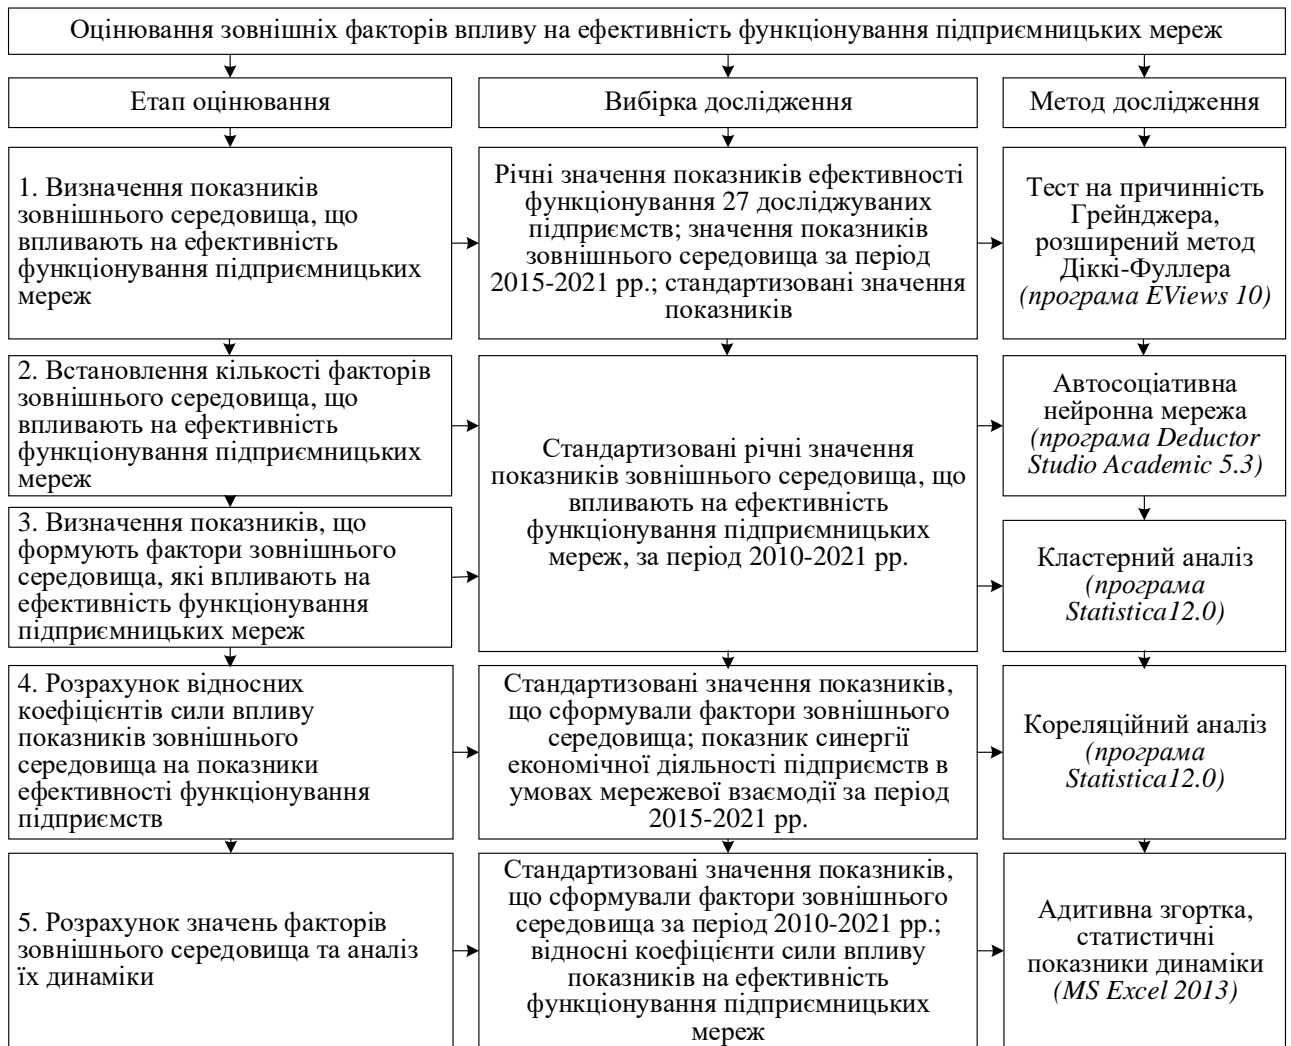 Оцінювання зовнішніх факторів впливу на ефективність функціонування підприємницьких мереж
Етап оцінювання
Вибірка дослідження
Метод дослідження
1. Визначення показників
зовнішнього середовища, що
впливають на ефективність
функціонування підприємницьких
мереж
Річні значення показників ефективності
функціонування 27 досліджуваних
підприємств; значення показників
зовнішнього середовища за період
2015-2021 рр.; стандартизовані значення
показників
Тест на причинність
Грейнджера,
розширений метод
Діккі-Фуллера
(програма EViews 10)
2. Встановлення кількості факторів
зовнішнього середовища, що
впливають на ефективність
функціонування підприємницьких
мереж
Стандартизовані річні значення
показників зовнішнього середовища, що
впливають на ефективність
функціонування підприємницьких
мереж, за період 2010-2021 рр.
Автосоціативна
нейронна мережа
(програма Deductor
Studio Academic 5.3)
3. Визначення показників, що
формують фактори зовнішнього
середовища, які впливають на
ефективність функціонування
підприємницьких мереж
Кластерний аналіз
(програма
Statistica12.0)
4. Розрахунок відносних
коефіцієнтів сили впливу
показників зовнішнього
середовища на показники
ефективності функціонування
підприємств
Стандартизовані значення показників,
що сформували фактори зовнішнього
середовища; показник синергії
економічної діяльності підприємств в
умовах мережевої взаємодії за період
2015-2021 рр.
Кореляційний аналіз
(програма
Statistica12.0)
5. Розрахунок значень факторів
зовнішнього середовища та аналіз
їх динаміки
Стандартизовані значення показників,
що сформували фактори зовнішнього
середовища за період 2010-2021 рр.;
відносні коефіцієнти сили впливу
показників на ефективність
функціонування підприємницьких
мереж
Адитивна згортка,
статистичні
показники динаміки
(MS Excel 2013)